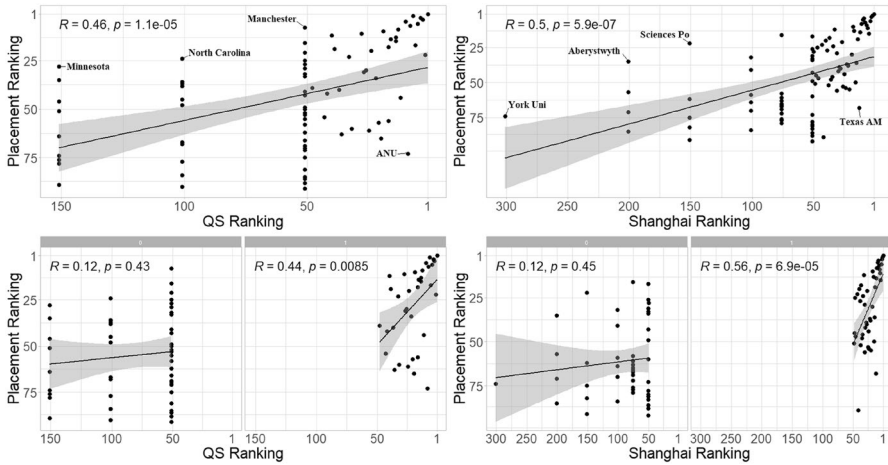 R = 0.46, p = 1.1e-05
Manchester
Minnesota
North Carolina
ANU
Placement Ranking
1
25
50
75
150
100
50
1
QS Ranking
R = 0.5, p = 5.9e-07
Sciences Po
Aberystwyth
York Uni
Texas AM
Placement Ranking
1
25
50
75
300
250
200
150
100
50
1
Shanghai Ranking
0
1
R = 0.12, p = 0.43
R = 0.44, p = 0.0085
Placement Ranking
1
25
50
75
150
100
50
1
150
100
50
1
QS Ranking
0
1
R = 0.12, p = 0.45
R = 0.56, p = 6.9e-05
Placement Ranking
1
25
50
75
300
250
200
150
100
50
1
300
250
200
150
100
50
1
Shanghai Ranking